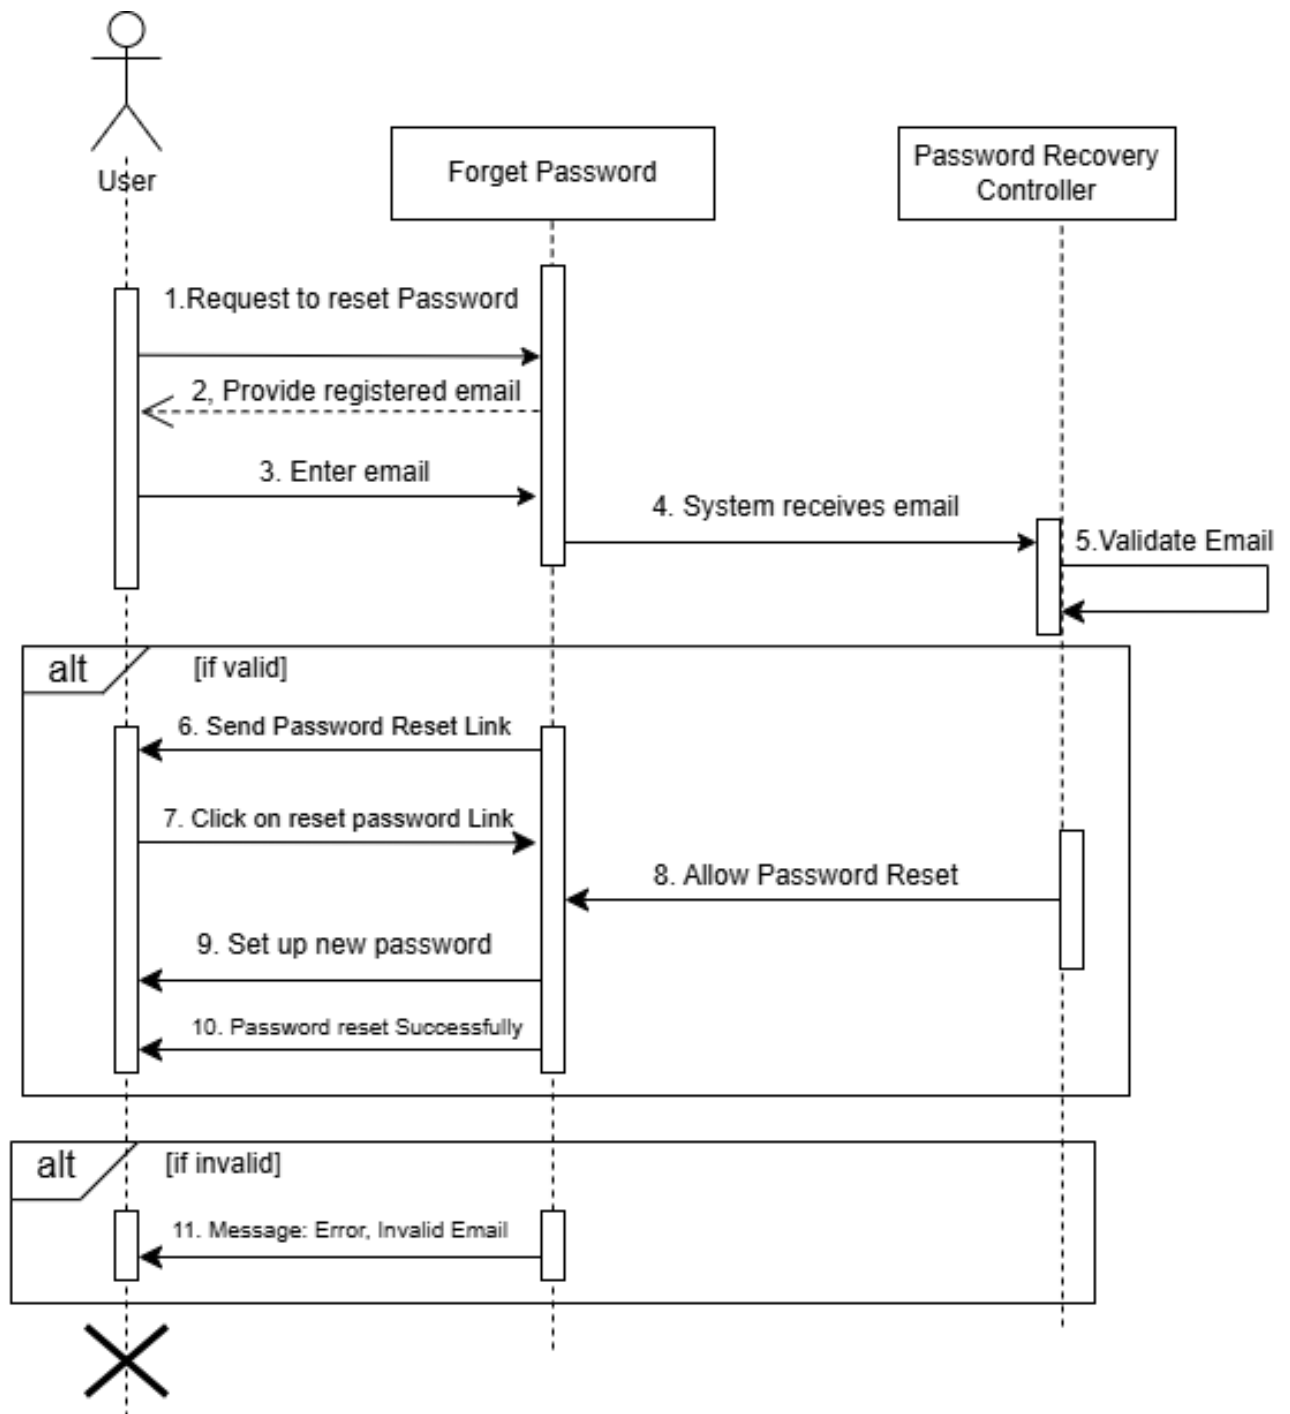 User
Forget Password
Password Recovery
Controller
1.Request to reset Password
2, Provide registered email
3. Enter email
4. System receives email
5.Validate Email
alt
[if valid]
6. Send Password Reset Link
7. Click on reset password Link
8. Allow Password Reset
9. Set up new password
10. Password reset Successfully
alt
[if invalid]
11. Message: Error, Invalid Email